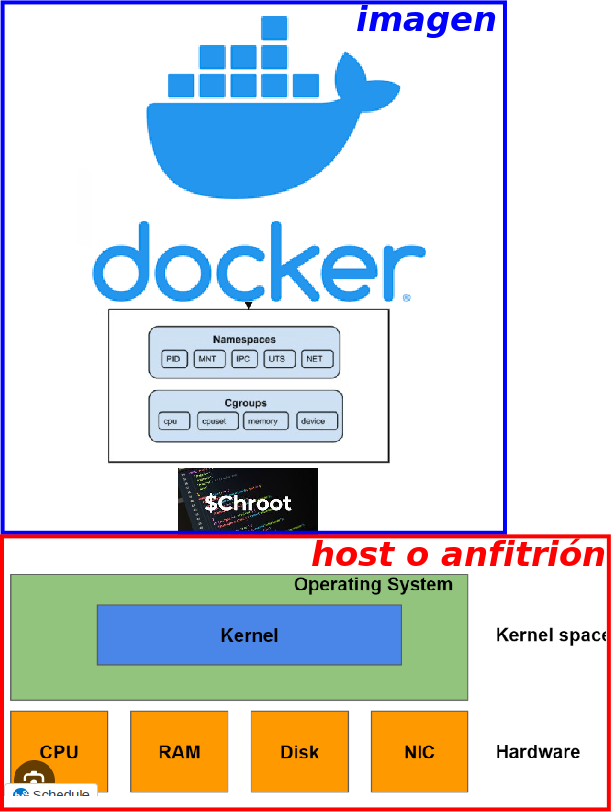 imagen
docker®
Namespaces
PID MNT IPC UTS NET
Cgroups
cpu cpuset memory device
$Chroot
host o anfitrión
Operating System
Kernel
Kernel space
CPU RAM Disk NIC Hardware
Schedule